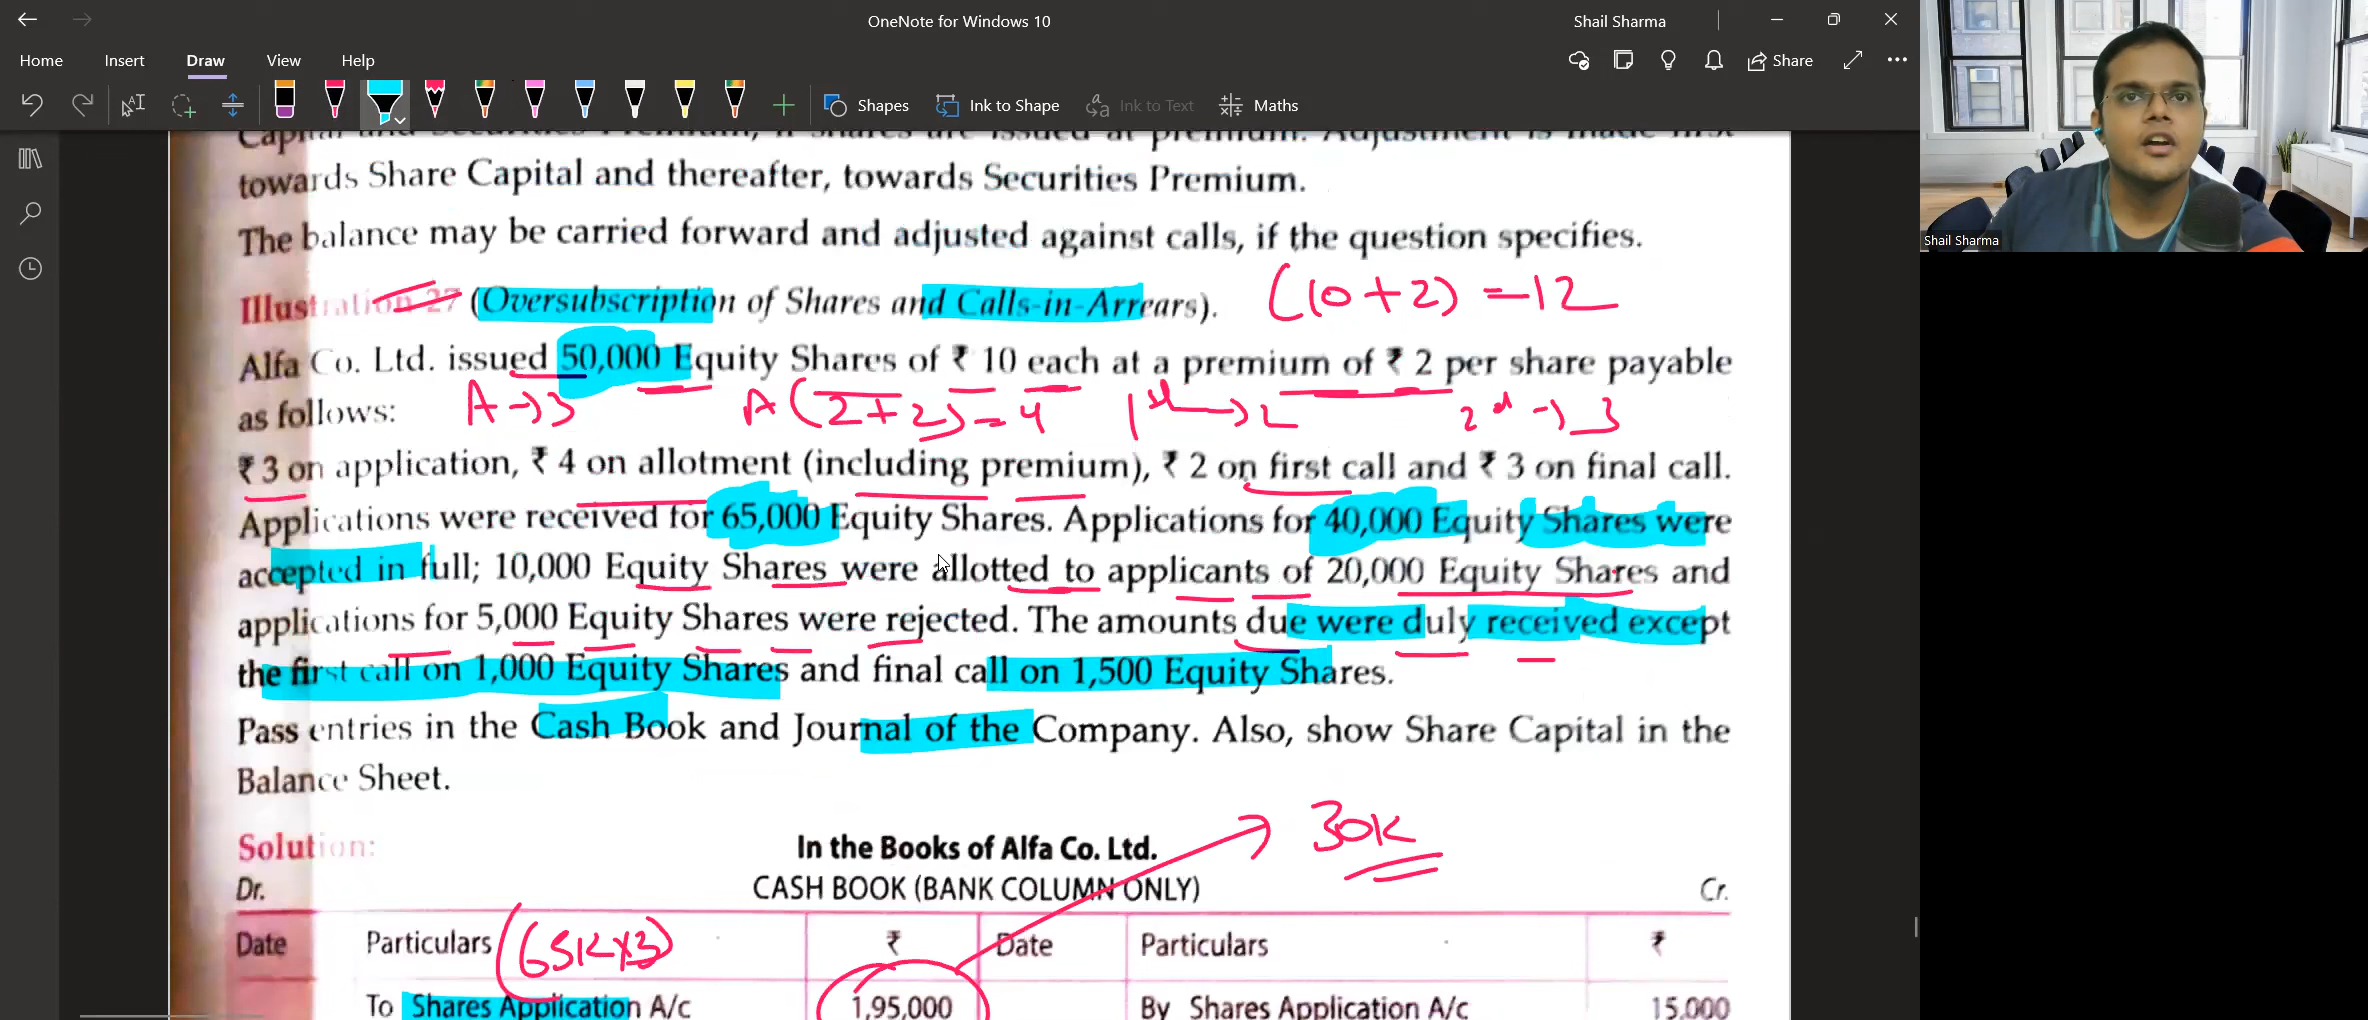 OneNote for Windows 10
Shail Sharma
Home Insert Draw View Help
Share
Shapes Ink to Shape Ink to Text Maths
towards Share Capital and thereafter, towards Securities Premium.
The balance may be carried forward and adjusted against calls, if the question specifies.
Illustration 27 (Oversubscription of Shares and Calls-in-Arrears).
(10+2) = 12
Alfa Co. Ltd. issued 50,000 Equity Shares of ₹ 10 each at a premium of ₹ 2 per share payable
as follows:
A → 3 A (2+2) = 4 1st → 2 2nd → 3
₹ 3 on application, ₹ 4 on allotment (including premium), ₹ 2 on first call and ₹ 3 on final call.
Applications were received for 65,000 Equity Shares. Applications for 40,000 Equity Shares were
accepted in full; 10,000 Equity Shares were allotted to applicants of 20,000 Equity Shares and
applications for 5,000 Equity Shares were rejected. The amounts due were duly received except
the first call on 1,000 Equity Shares and final call on 1,500 Equity Shares.
Pass entries in the Cash Book and Journal of the Company. Also, show Share Capital in the
Balance Sheet.
30K
Solution: In the Books of Alfa Co. Ltd.
Dr. CASH BOOK (BANK COLUMN ONLY) Cr.
Date Particulars (65K×3) ₹ Date Particulars ₹
To Shares Application A/c 1,95,000 By Shares Application A/c 15,000
Shail Sharma